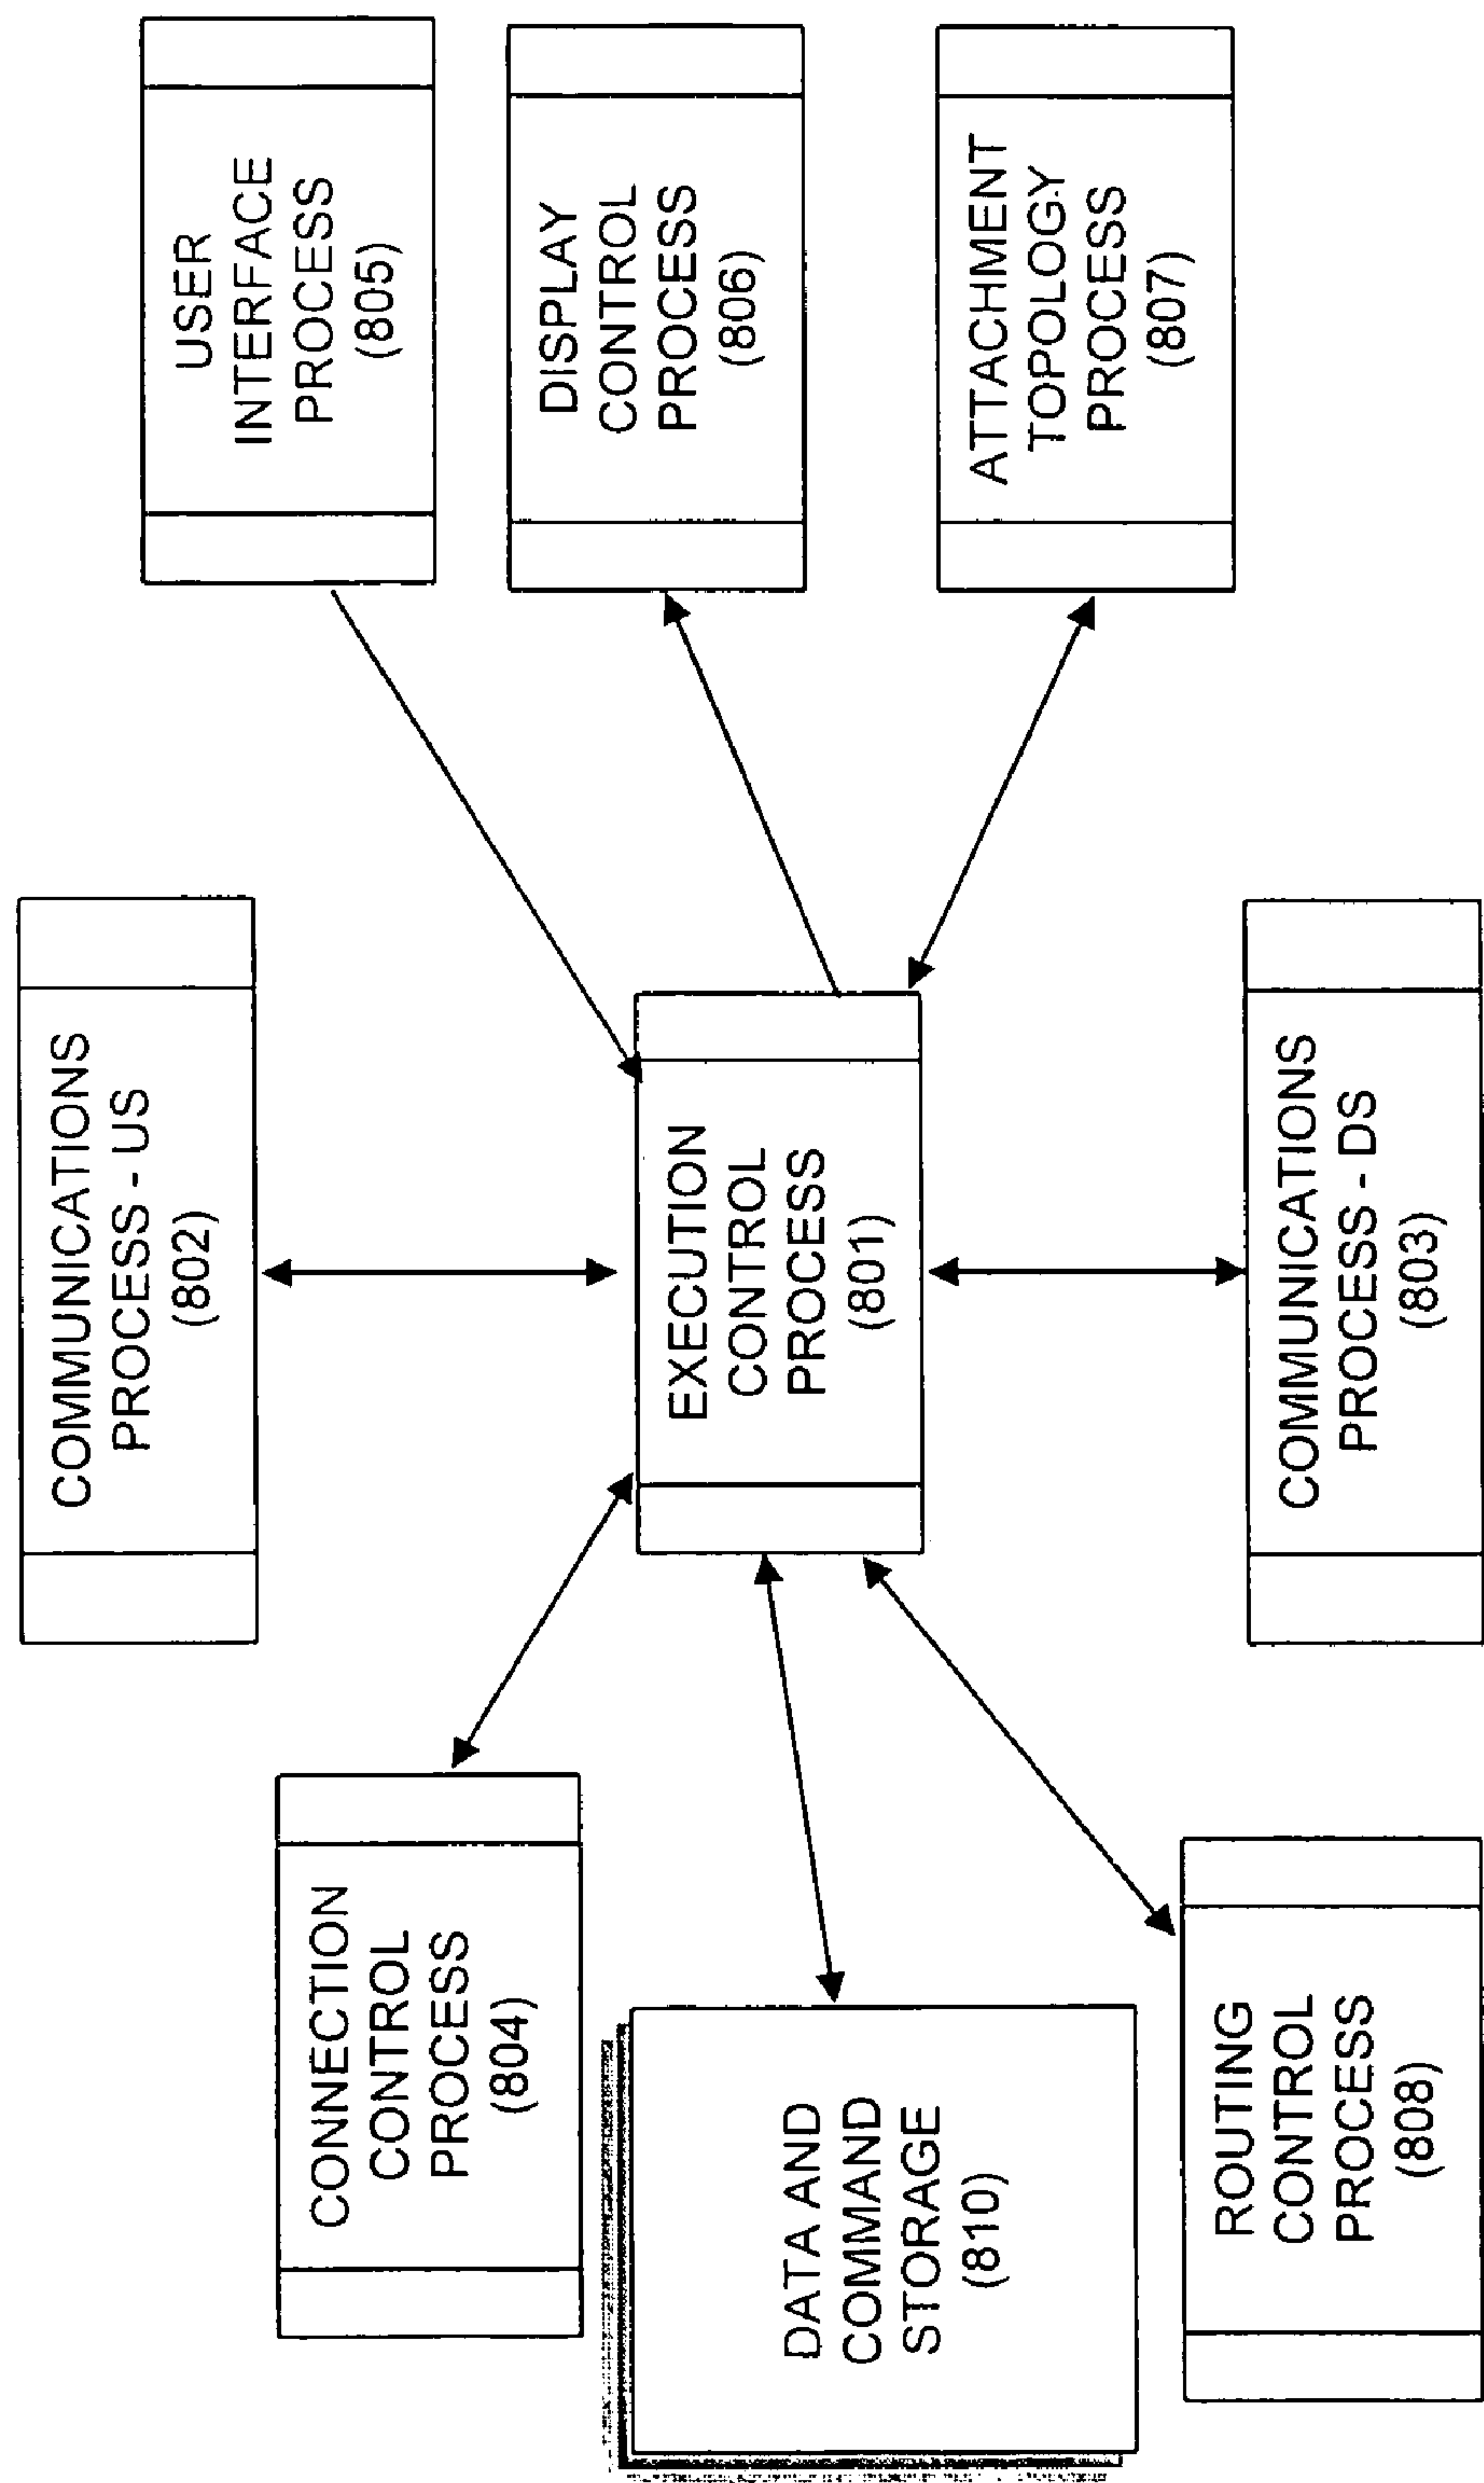 COMMUNICATIONS
PROCESS - US
(802)
USER
INTERFACE
PROCESS
(805)
CONNECTION
CONTROL
PROCESS
(804)
DISPLAY
CONTROL
PROCESS
(806)
EXECUTION
CONTROL
PROCESS
(801)
DATA AND
COMMAND
STORAGE
(810)
ATTACHMENT
TOPOLOGY
PROCESS
(807)
ROUTING
CONTROL
PROCESS
(808)
COMMUNICATIONS
PROCESS - DS
(803)